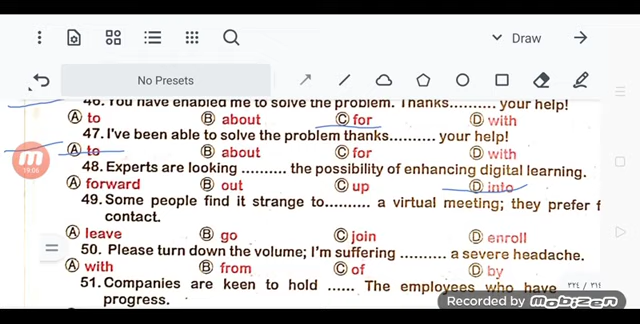 Draw
No Presets
46. You have enabled me to solve the problem. Thanks.......... your help!
Ⓐ to Ⓑ about Ⓒ for Ⓓ with
47. I've been able to solve the problem thanks.......... your help!
Ⓐ to Ⓑ about Ⓒ for Ⓓ with
48. Experts are looking .......... the possibility of enhancing digital learning.
Ⓐ forward Ⓑ out Ⓒ up Ⓓ into
49. Some people find it strange to.......... a virtual meeting; they prefer f
contact.
Ⓐ leave Ⓑ go Ⓒ join Ⓓ enroll
50. Please turn down the volume; I'm suffering .......... a severe headache.
Ⓐ with Ⓑ from Ⓒ of Ⓓ by
51. Companies are keen to hold ...... The employees who have
progress.
19:06
Recorded by Mobizen